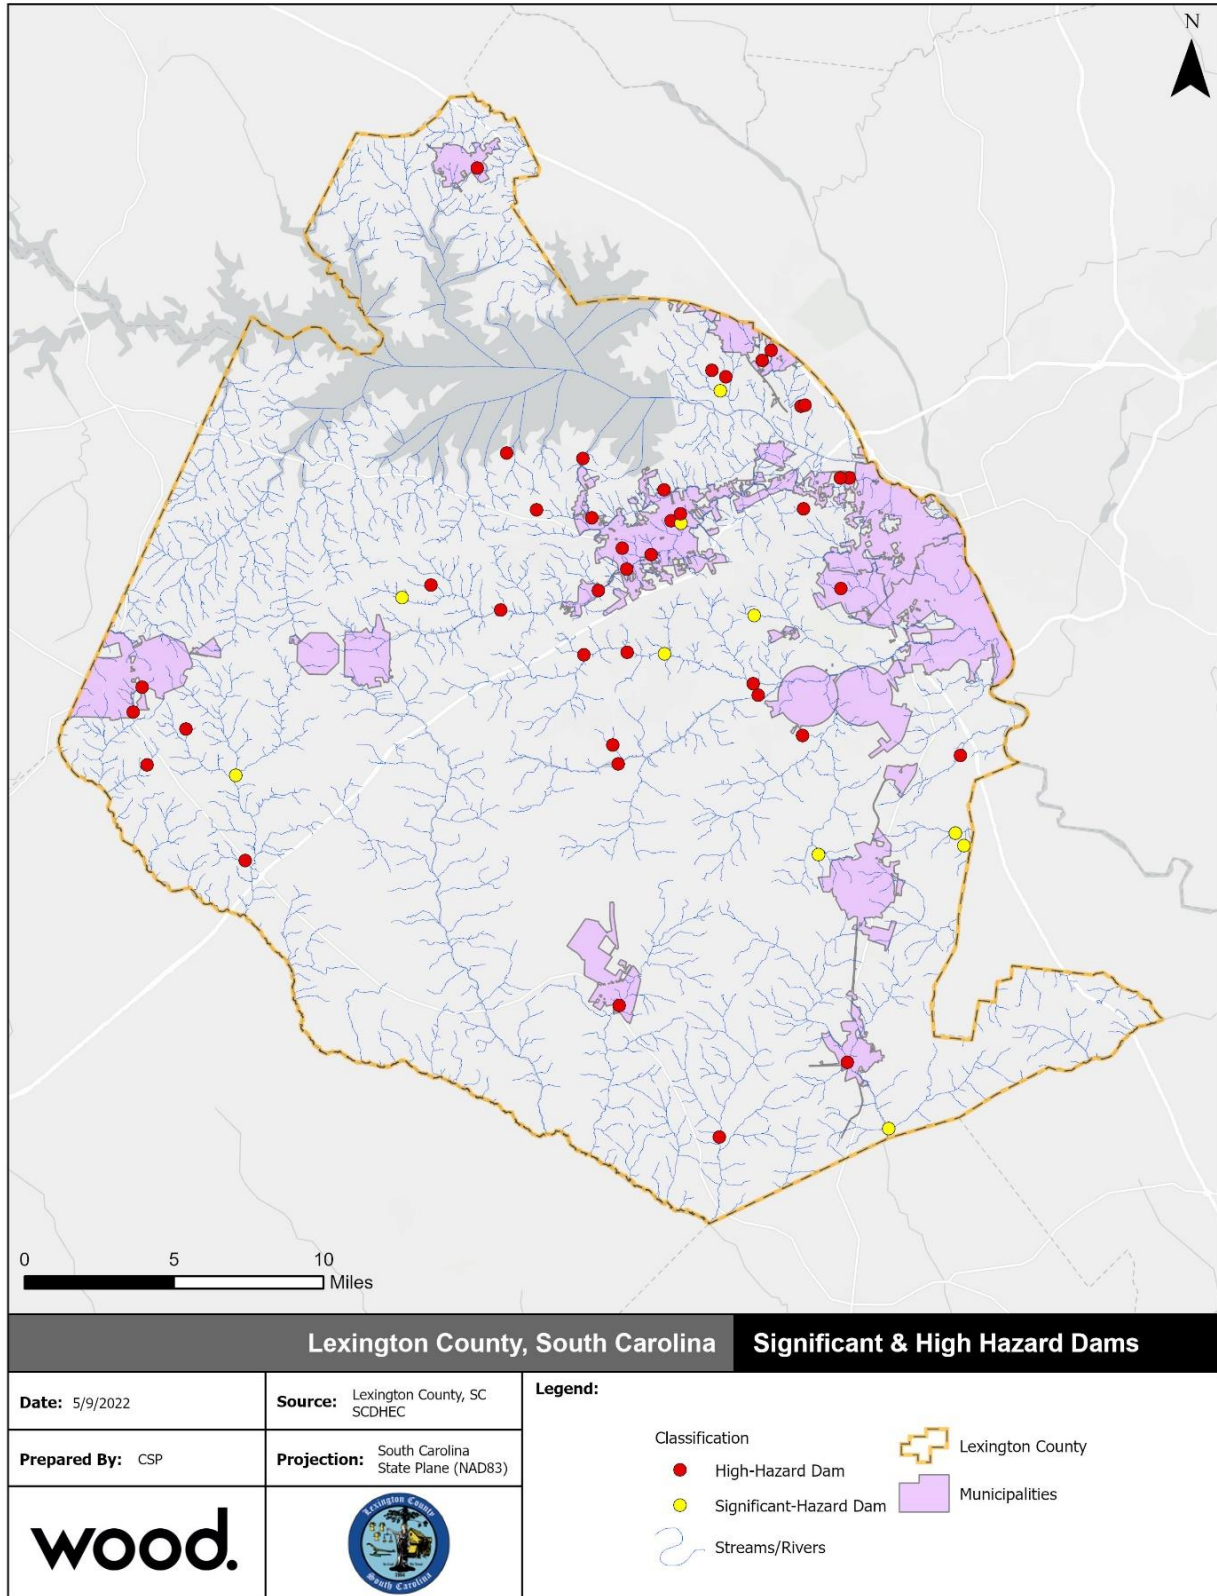 N
0 5 10
Miles
Lexington County, South Carolina
Significant & High Hazard Dams
Date: 5/9/2022
Source: Lexington County, SC
SCDHEC
Prepared By: CSP
Projection: South Carolina
State Plane (NAD83)
wood.
Lexington County
South Carolina
Legend:
Classification
High-Hazard Dam
Significant-Hazard Dam
Streams/Rivers
Lexington County
Municipalities